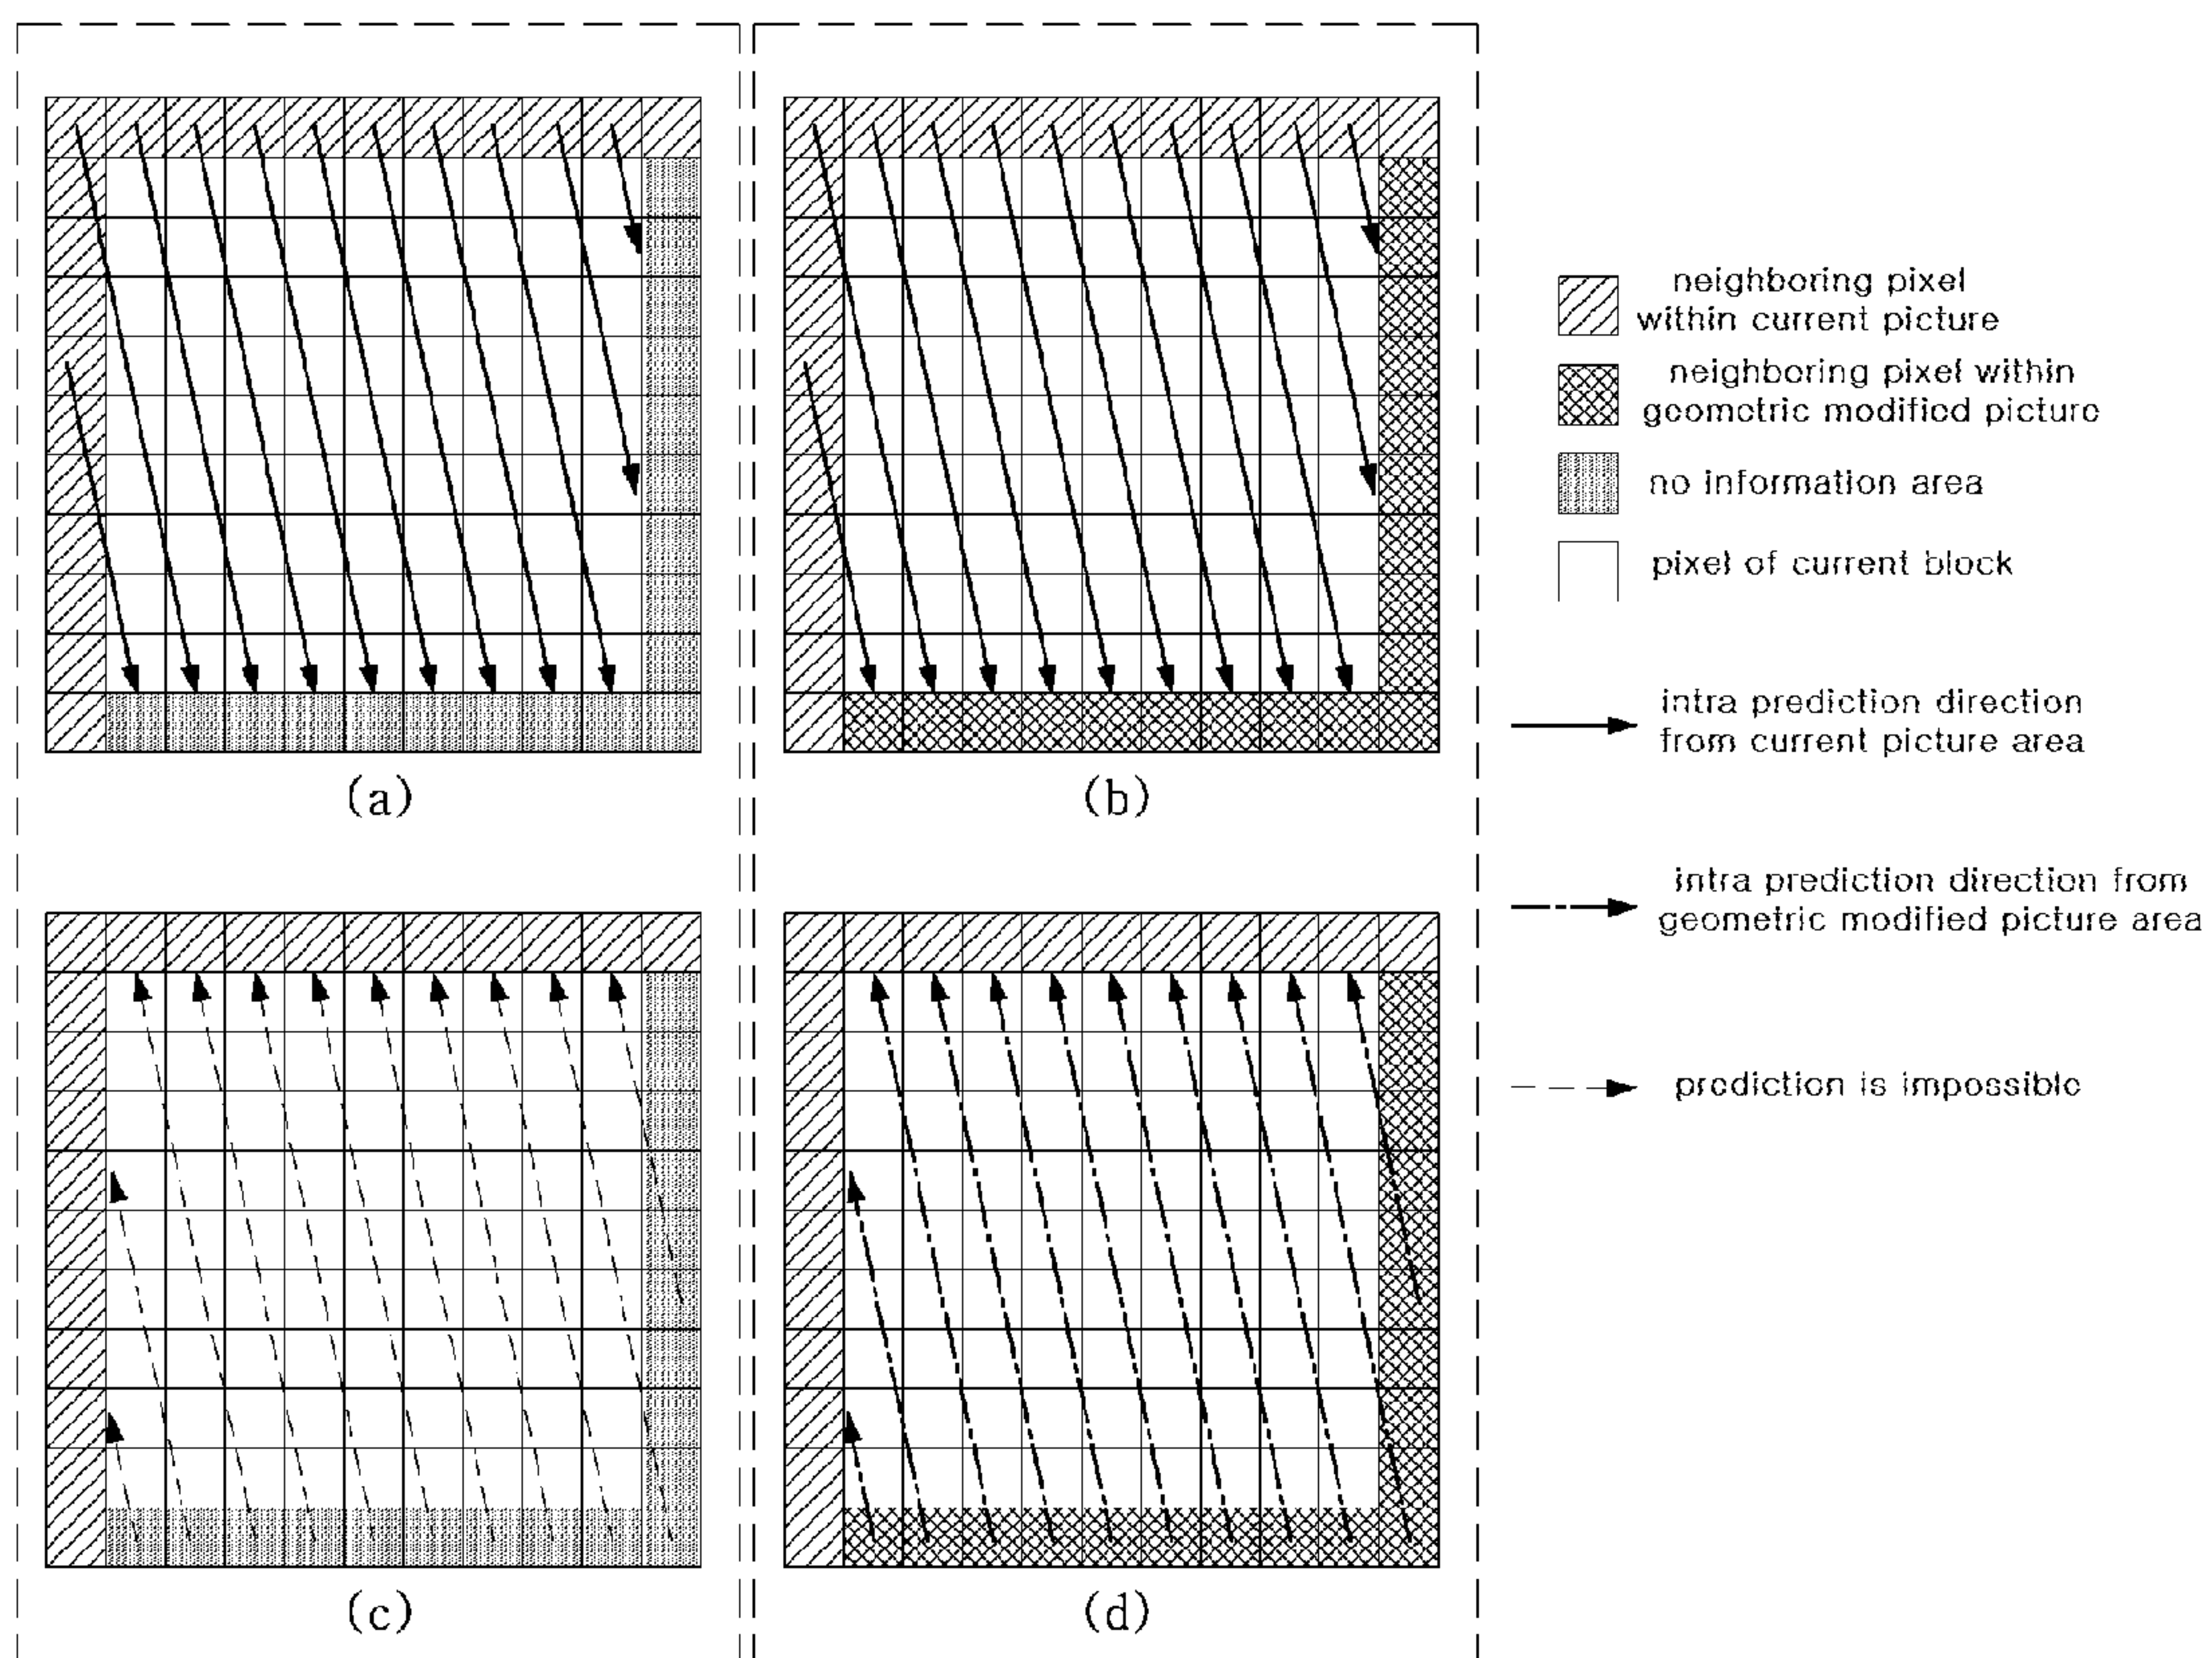 (a)
(b)
(c)
(d)
neighboring pixel
within current picture
neighboring pixel within
geometric modified picture
no information area
pixel of current block
intra prediction direction
from current picture area
intra prediction direction from
geometric modified picture area
prediction is impossible